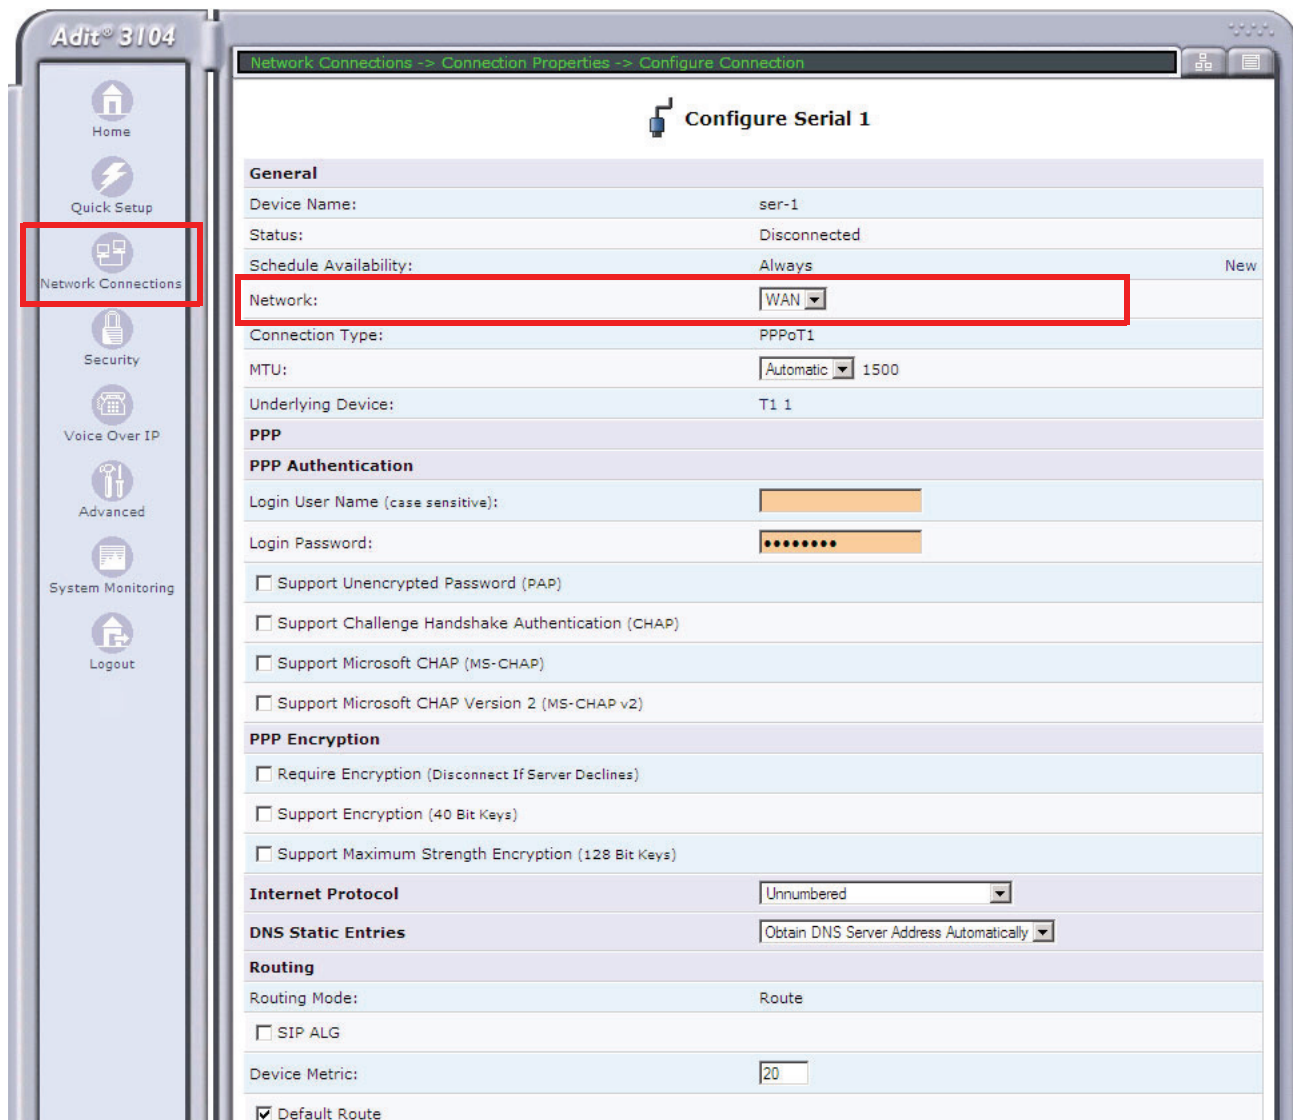 Adit® 3104
Network Connections -> Connection Properties -> Configure Connection
Home
Quick Setup
Network Connections
Security
Voice Over IP
Advanced
System Monitoring
Logout
Configure Serial 1
General
Device Name: ser-1
Status: Disconnected
Schedule Availability: Always New
Network: WAN
Connection Type: PPPoT1
MTU: Automatic 1500
Underlying Device: T1 1
PPP
PPP Authentication
Login User Name (case sensitive):
Login Password: ••••••••
Support Unencrypted Password (PAP)
Support Challenge Handshake Authentication (CHAP)
Support Microsoft CHAP (MS-CHAP)
Support Microsoft CHAP Version 2 (MS-CHAP v2)
PPP Encryption
Require Encryption (Disconnect If Server Declines)
Support Encryption (40 Bit Keys)
Support Maximum Strength Encryption (128 Bit Keys)
Internet Protocol Unnumbered
DNS Static Entries Obtain DNS Server Address Automatically
Routing
Routing Mode: Route
SIP ALG
Device Metric: 20
Default Route